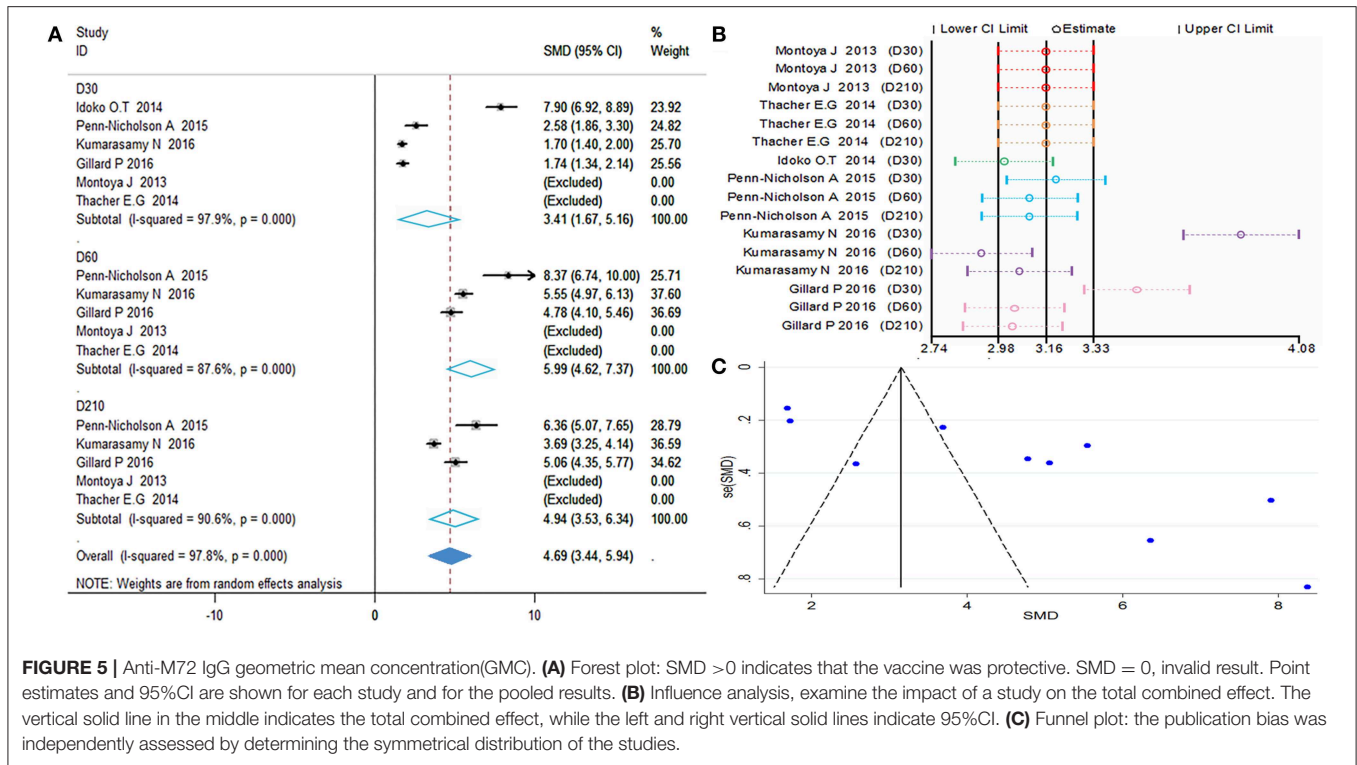 A
Study
ID
SMD (95% CI)
%
Weight
D30
Idoko O.T 2014 7.90 (6.92, 8.89) 23.92
Penn-Nicholson A 2015 2.58 (1.86, 3.30) 24.82
Kumarasamy N 2016 1.70 (1.40, 2.00) 25.70
Gillard P 2016 1.74 (1.34, 2.14) 25.56
Montoya J 2013 (Excluded) 0.00
Thacher E.G 2014 (Excluded) 0.00
Subtotal (I-squared = 97.9%, p = 0.000) 3.41 (1.67, 5.16) 100.00
.
D60
Penn-Nicholson A 2015 8.37 (6.74, 10.00) 25.71
Kumarasamy N 2016 5.55 (4.97, 6.13) 37.60
Gillard P 2016 4.78 (4.10, 5.46) 36.69
Montoya J 2013 (Excluded) 0.00
Thacher E.G 2014 (Excluded) 0.00
Subtotal (I-squared = 87.6%, p = 0.000) 5.99 (4.62, 7.37) 100.00
.
D210
Penn-Nicholson A 2015 6.36 (5.07, 7.65) 28.79
Kumarasamy N 2016 3.69 (3.25, 4.14) 36.59
Gillard P 2016 5.06 (4.35, 5.77) 34.62
Montoya J 2013 (Excluded) 0.00
Thacher E.G 2014 (Excluded) 0.00
Subtotal (I-squared = 90.6%, p = 0.000) 4.94 (3.53, 6.34) 100.00
.
Overall (I-squared = 97.8%, p = 0.000) 4.69 (3.44, 5.94) .
NOTE: Weights are from random effects analysis
-10 0 10
B
Lower CI Limit Estimate Upper CI Limit
Montoya J 2013 (D30)
Montoya J 2013 (D60)
Montoya J 2013 (D210)
Thacher E.G 2014 (D30)
Thacher E.G 2014 (D60)
Thacher E.G 2014 (D210)
Idoko O.T 2014 (D30)
Penn-Nicholson A 2015 (D30)
Penn-Nicholson A 2015 (D60)
Penn-Nicholson A 2015 (D210)
Kumarasamy N 2016 (D30)
Kumarasamy N 2016 (D60)
Kumarasamy N 2016 (D210)
Gillard P 2016 (D30)
Gillard P 2016 (D60)
Gillard P 2016 (D210)
2.74 2.98 3.16 3.33 4.08
C
0
.2
.4
.6
.8
se(SMD)
2 4 6 8
SMD
FIGURE 5 | Anti-M72 IgG geometric mean concentration(GMC). (A) Forest plot: SMD >0 indicates that the vaccine was protective. SMD = 0, invalid result. Point
estimates and 95%CI are shown for each study and for the pooled results. (B) Influence analysis, examine the impact of a study on the total combined effect. The
vertical solid line in the middle indicates the total combined effect, while the left and right vertical solid lines indicate 95%CI. (C) Funnel plot: the publication bias was
independently assessed by determining the symmetrical distribution of the studies.